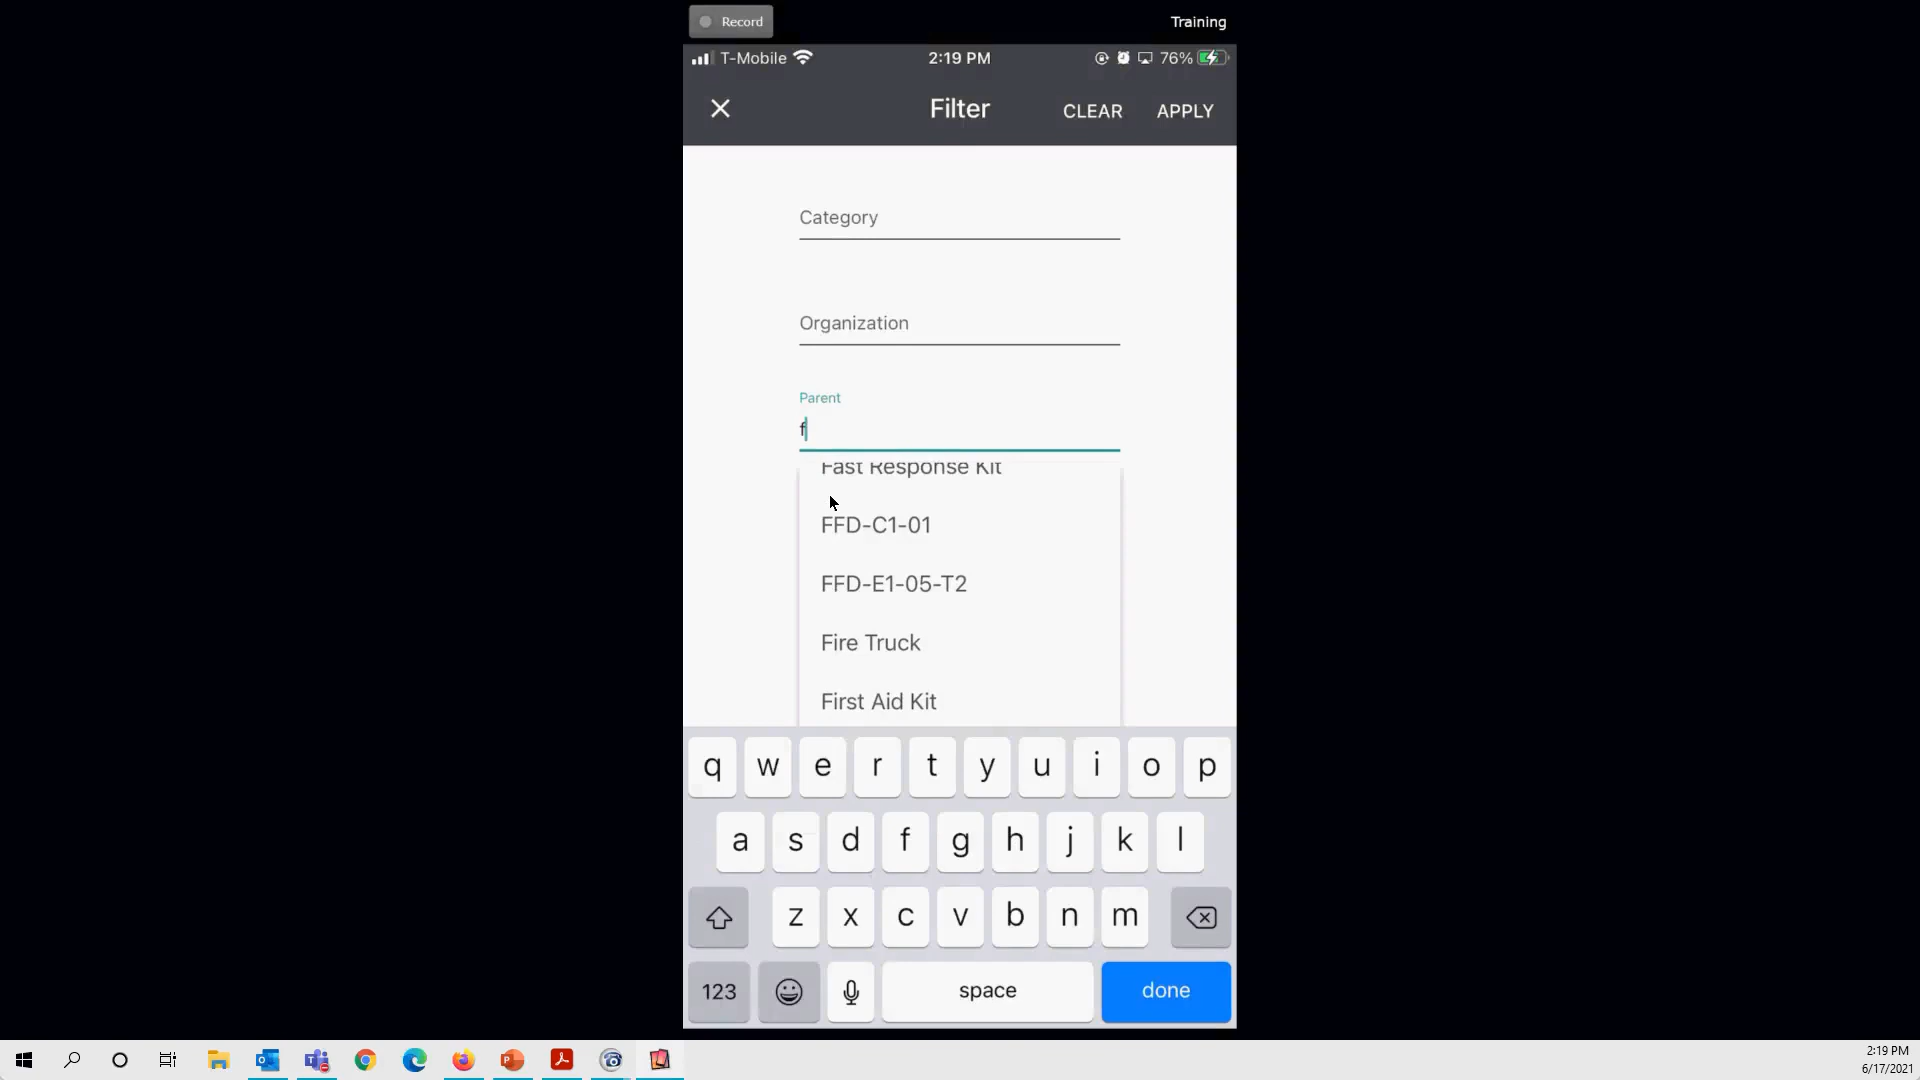 Record
Training
T-Mobile
2:19 PM
76%
Filter
CLEAR
APPLY
Category
Organization
Parent
f
Fast Response Kit
FFD-C1-01
FFD-E1-05-T2
Fire Truck
First Aid Kit
q w e r t y u i o p
a s d f g h j k l
z x c v b n m
123
space
done
2:19 PM
6/17/2021